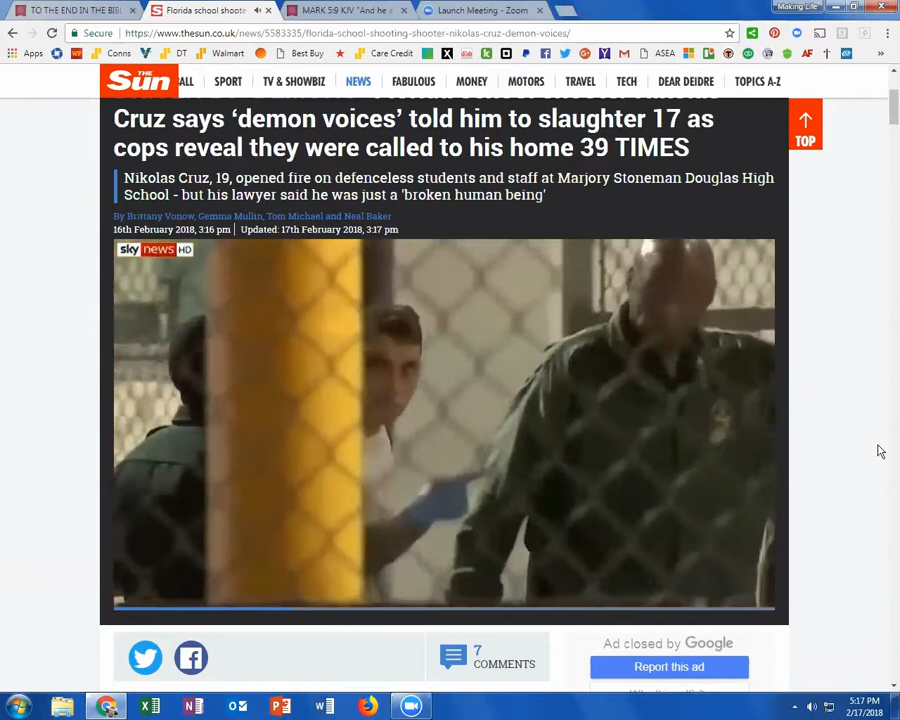 TO THE END IN THE BIBL
Florida school shoote
MARK 5:9 KJV "And he a
Launch Meeting - Zoom
Making Life
Secure
https://www.thesun.co.uk/news/5583335/florida-school-shooting-shooter-nikolas-cruz-demon-voices/
Apps
Conns
DT
Walmart
Best Buy
Care Credit
ASEA
THE
Sun
BALL
SPORT
TV & SHOWBIZ
NEWS
FABULOUS
MONEY
MOTORS
TRAVEL
TECH
DEAR DEIDRE
TOPICS A-Z
TOP
Cruz says ‘demon voices’ told him to slaughter 17 as
cops reveal they were called to his home 39 TIMES
Nikolas Cruz, 19, opened fire on defenceless students and staff at Marjory Stoneman Douglas High
School - but his lawyer said he was just a 'broken human being'
By Brittany Vonow, Gemma Mullin, Tom Michael and Neal Baker
16th February 2018, 3:16 pm | Updated: 17th February 2018, 3:17 pm
sky news HD
7
COMMENTS
Ad closed by Google
Report this ad
5:17 PM
2/17/2018